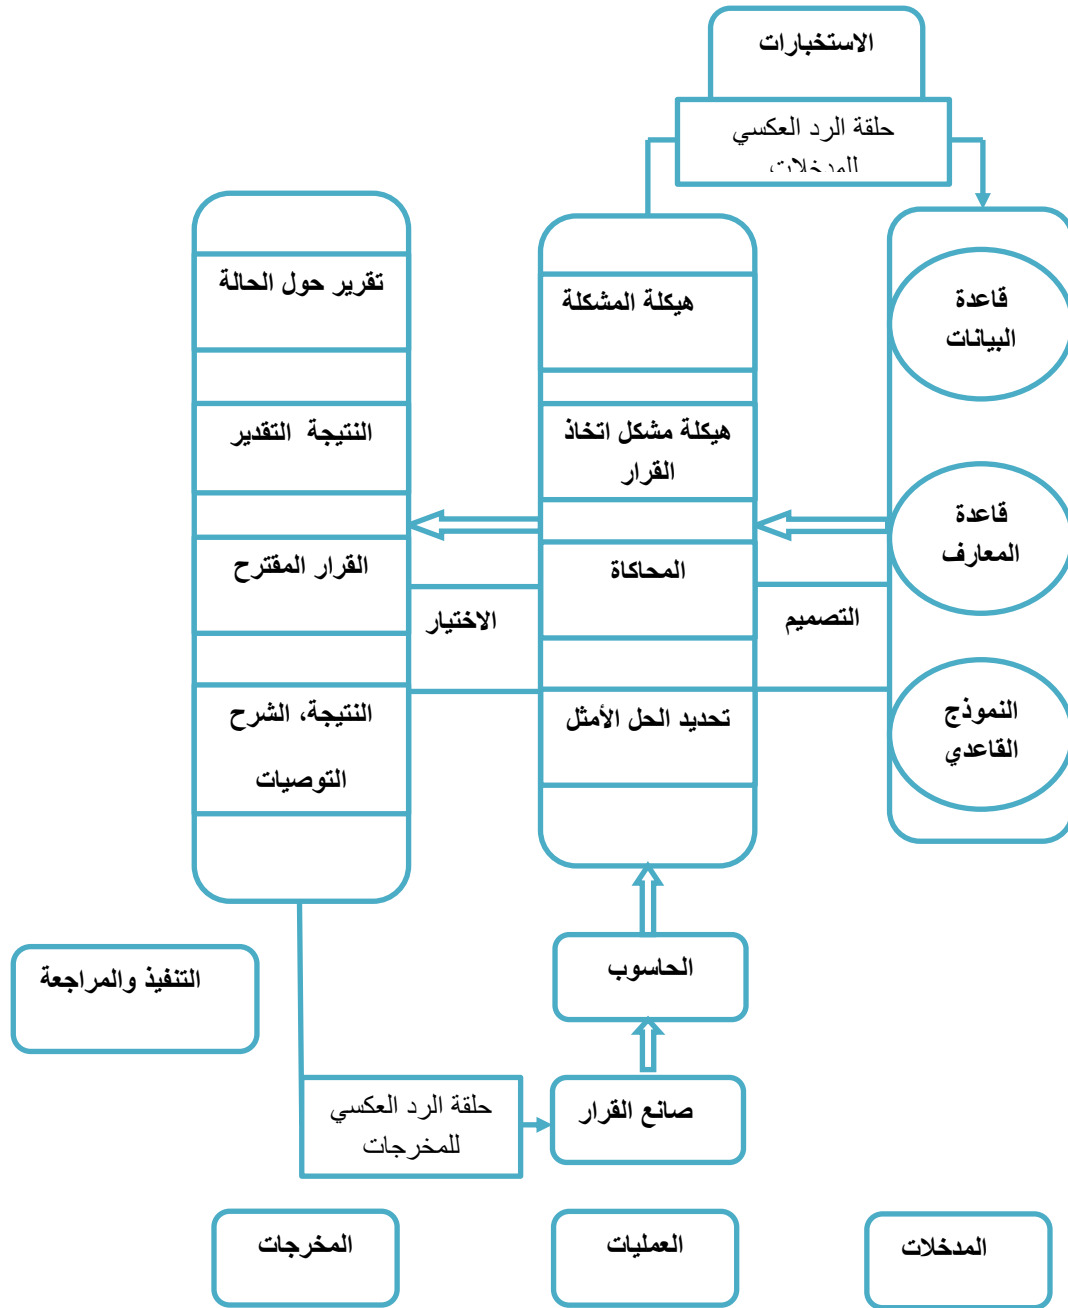 الاستخبارات
حلقة الرد العكسي
للمدخلات
قاعدة
البيانات
قاعدة
المعارف
النموذج
القاعدي
التصميم
هيكلة المشكلة
هيكلة مشكل اتخاذ
القرار
المحاكاة
تحديد الحل الأمثل
الاختيار
تقرير حول الحالة
النتيجة التقدير
القرار المقترح
النتيجة، الشرح
التوصيات
الحاسوب
التنفيذ والمراجعة
صانع القرار
حلقة الرد العكسي
للمخرجات
المدخلات
العمليات
المخرجات